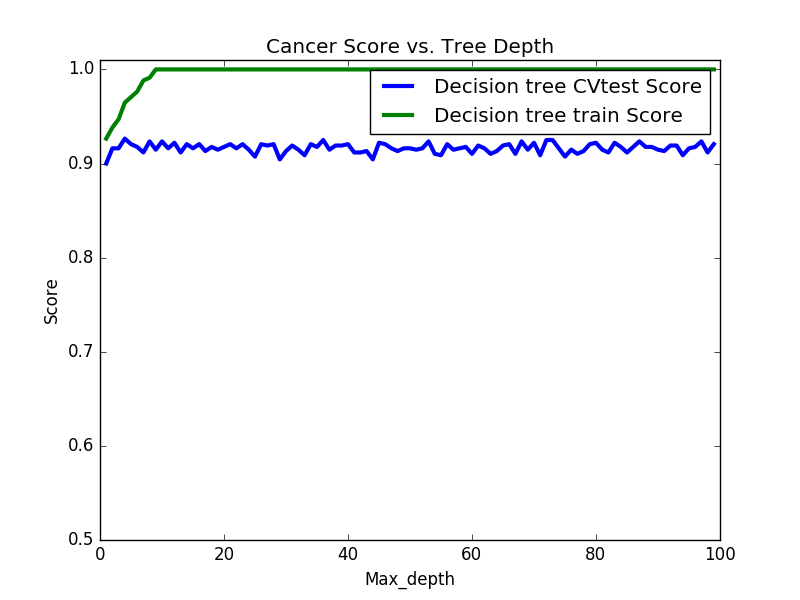 Cancer Score vs. Tree Depth
1.0
Decision tree CVtest Score
Decision tree train Score
0.9
0.8
Score
0.7
0.6
0.5
0 20 40 60 80 100
Max_depth